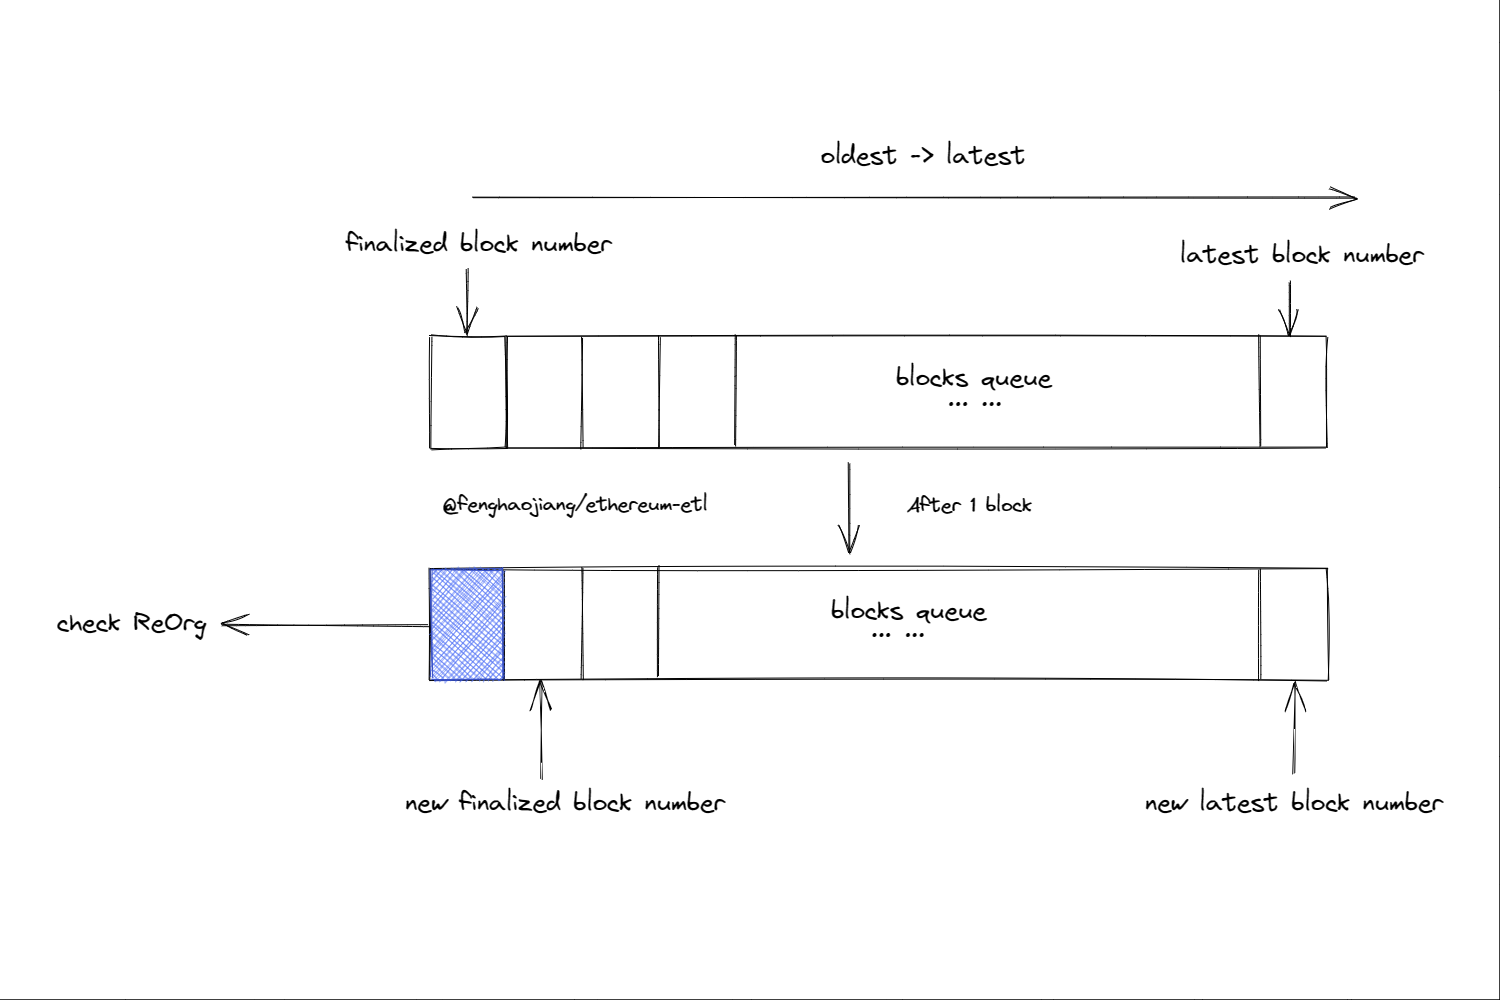 oldest -> latest
finalized block number
latest block number
blocks queue
... ...
@fenghaojiang/ethereum-etl
After 1 block
blocks queue
... ...
check ReOrg
new finalized block number
new latest block number